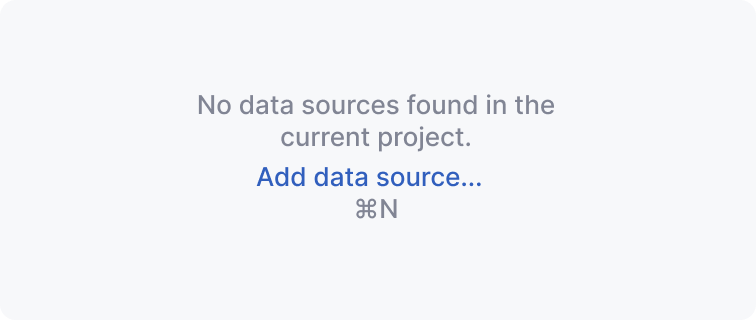 No data sources found in the
current project.
Add data source...
⌘N